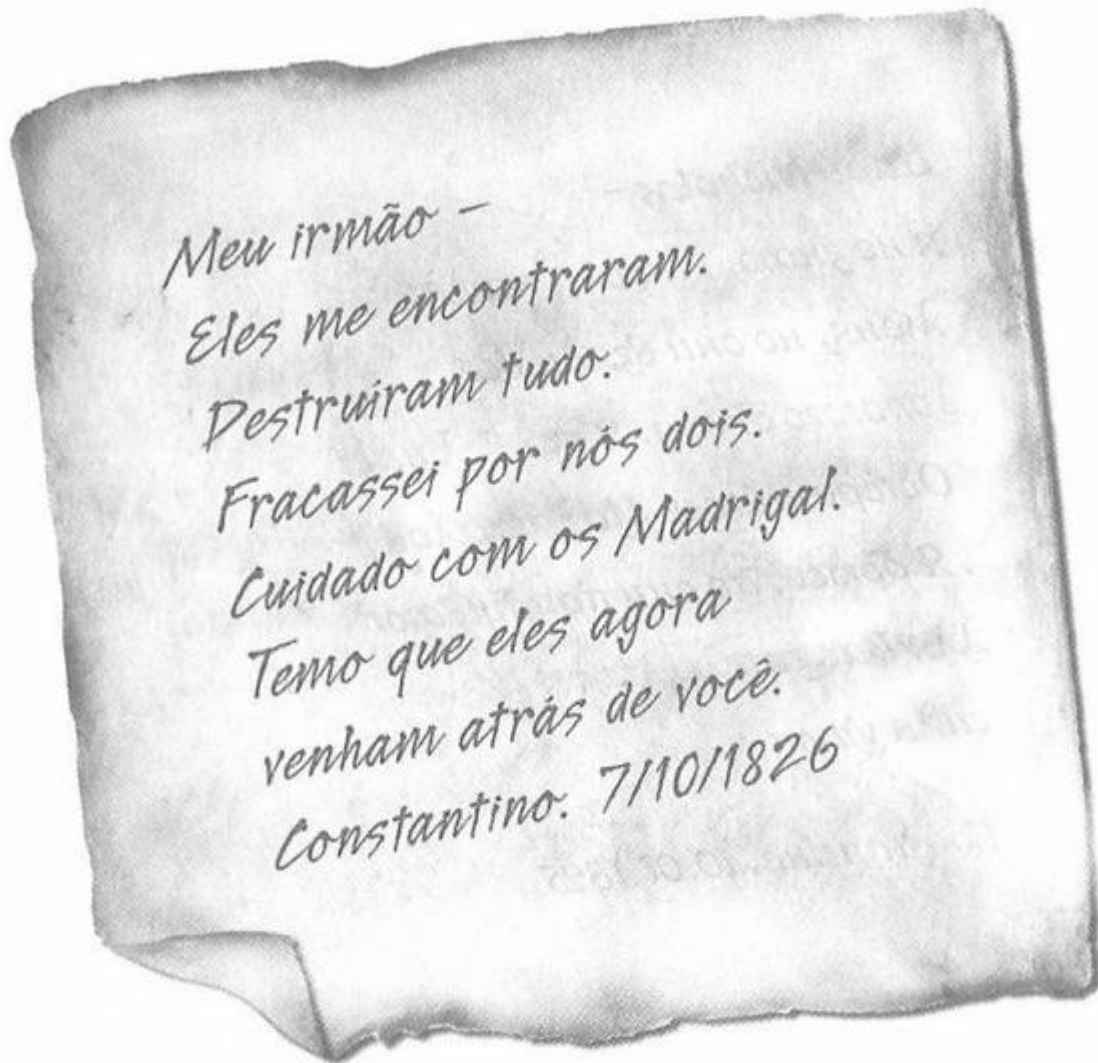 Meu irmão –
Eles me encontraram.
Destruíram tudo.
Fracassei por nós dois.
Cuidado com os Madrigal.
Temo que eles agora
venham atrás de você.
Constantino. 7/10/1826